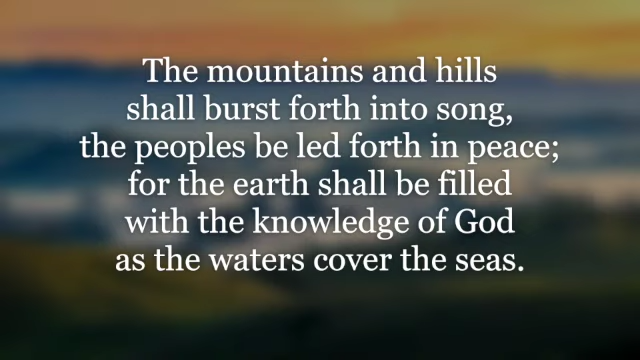 The mountains and hills
shall burst forth into song,
the peoples be led forth in peace;
for the earth shall be filled
with the knowledge of God
as the waters cover the seas.